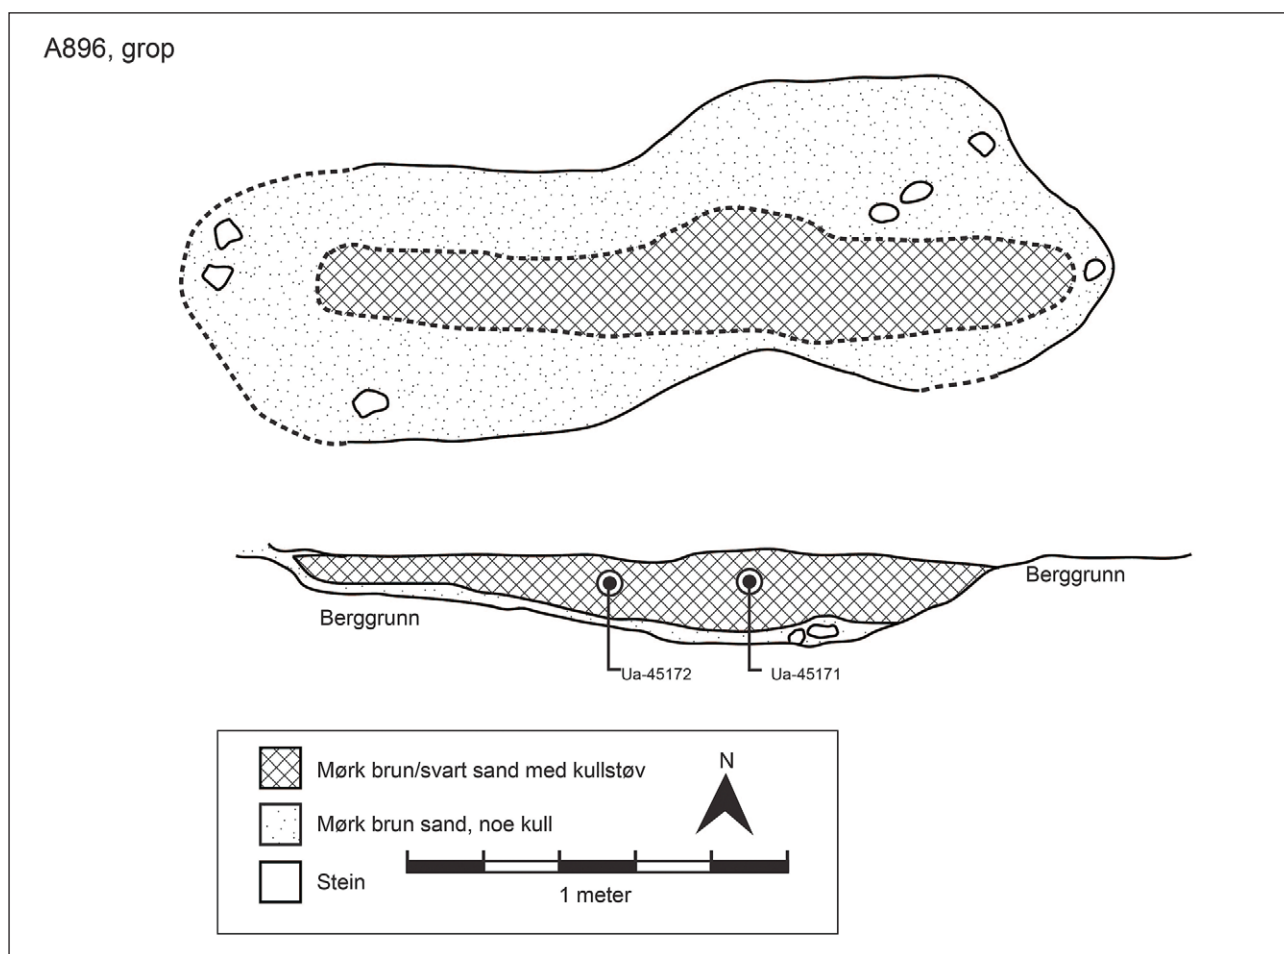 A896, grop
Berggrunn
Berggrunn
Ua-45172
Ua-45171
Mørk brun/svart sand med kullstøv
N
Mørk brun sand, noe kull
Stein
1 meter